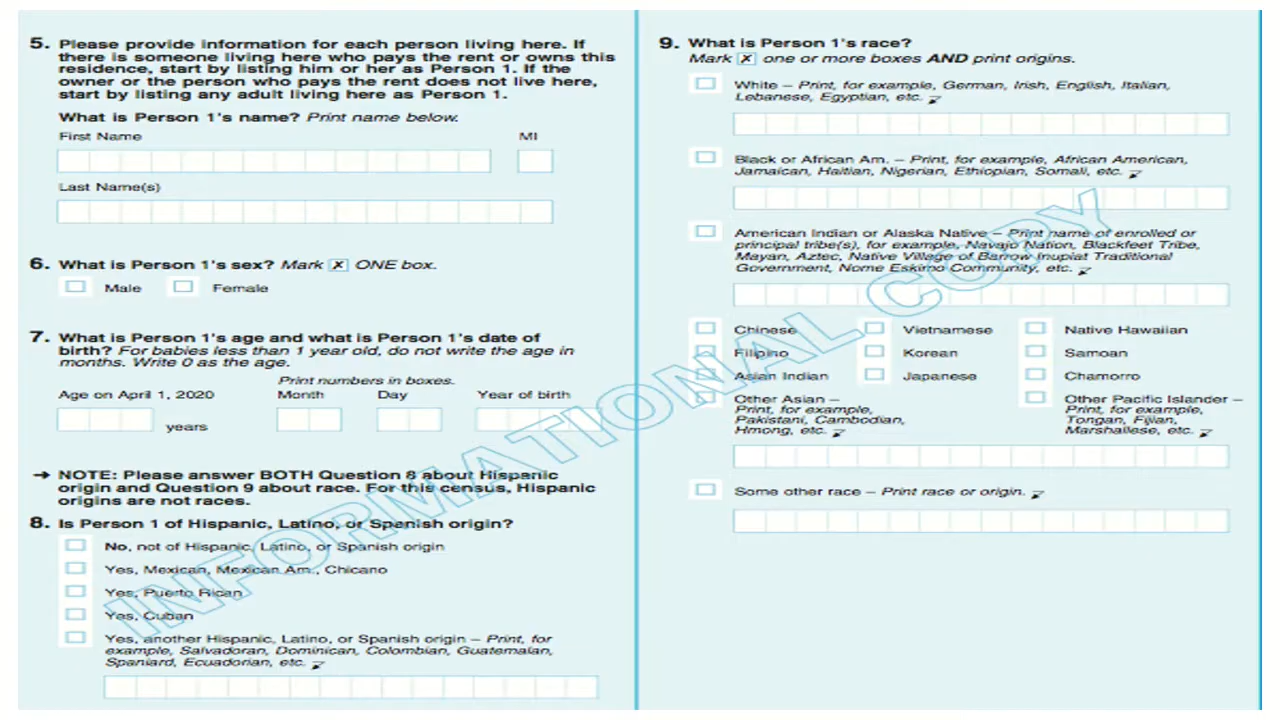 5. Please provide information for each person living here. If
there is someone living here who pays the rent or owns this
residence, start by listing him or her as Person 1. If the
owner or the person who pays the rent does not live here,
start by listing any adult living here as Person 1.
What is Person 1's name? Print name below.
First Name MI
Last Name(s)
6. What is Person 1's sex? Mark X ONE box.
Male Female
7. What is Person 1's age and what is Person 1's date of
birth? For babies less than 1 year old, do not write the age in
months. Write 0 as the age.
Print numbers in boxes.
Age on April 1, 2020 Month Day Year of birth
years
→ NOTE: Please answer BOTH Question 8 about Hispanic
origin and Question 9 about race. For this census, Hispanic
origins are not races.
8. Is Person 1 of Hispanic, Latino, or Spanish origin?
No, not of Hispanic, Latino, or Spanish origin
Yes, Mexican, Mexican Am., Chicano
Yes, Puerto Rican
Yes, Cuban
Yes, another Hispanic, Latino, or Spanish origin – Print, for
example, Salvadoran, Dominican, Colombian, Guatemalan,
Spaniard, Ecuadorian, etc.
9. What is Person 1's race?
Mark X one or more boxes AND print origins.
White – Print, for example, German, Irish, English, Italian,
Lebanese, Egyptian, etc.
Black or African Am. – Print, for example, African American,
Jamaican, Haitian, Nigerian, Ethiopian, Somali, etc.
American Indian or Alaska Native – Print name of enrolled or
principal tribe(s), for example, Navajo Nation, Blackfeet Tribe,
Mayan, Aztec, Native Village of Barrow Inupiat Traditional
Government, Nome Eskimo Community, etc.
Chinese Vietnamese Native Hawaiian
Filipino Korean Samoan
Asian Indian Japanese Chamorro
Other Asian – Other Pacific Islander –
Print, for example, Print, for example,
Pakistani, Cambodian, Tongan, Fijian,
Hmong, etc. Marshallese, etc.
Some other race – Print race or origin.
INFORMATIONAL COPY